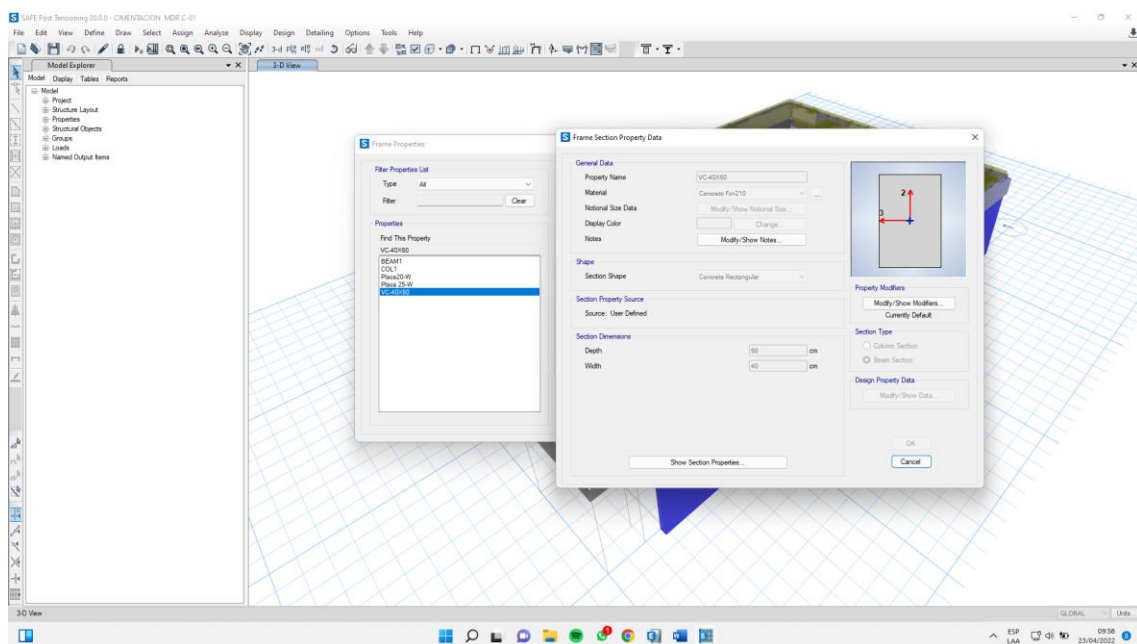 SAFE Post Tensioning 20.0.0 - CIMENTACION MDR C-01
File Edit View Define Draw Select Assign Analyze Display Design Detailing Options Tools Help
Model Explorer
3-D View
Model Display Tables Reports
Model
Project
Structure Layout
Properties
Structural Objects
Groups
Loads
Named Output Items
Frame Properties
Filter Properties List
Type All
Filter Clear
Properties
Find This Property
VC-40X60
BEAM1
COL1
Placa20-W
Placa 25-W
VC-40X60
Frame Section Property Data
General Data
Property Name VC-40X60
Material Concreto Fc=210 ...
Notional Size Data Modify/Show Notional Size...
Display Color Change...
Notes Modify/Show Notes...
Shape
Section Shape Concrete Rectangular
Section Property Source
Source: User Defined
Section Dimensions
Depth 60 cm
Width 40 cm
Show Section Properties...
2
3
Property Modifiers
Modify/Show Modifiers...
Currently Default
Section Type
Column Section
Beam Section
Design Property Data
Modify/Show Data...
OK
Cancel
3-D View
GLOBAL Units...
ESP
LAA
09:58
23/04/2022